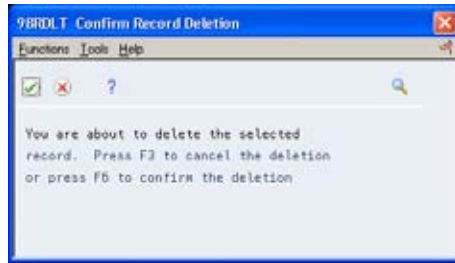 98RDLT Confirm Record Deletion
Functions Tools Help
?
You are about to delete the selected
record. Press F3 to cancel the deletion
or press F6 to confirm the deletion